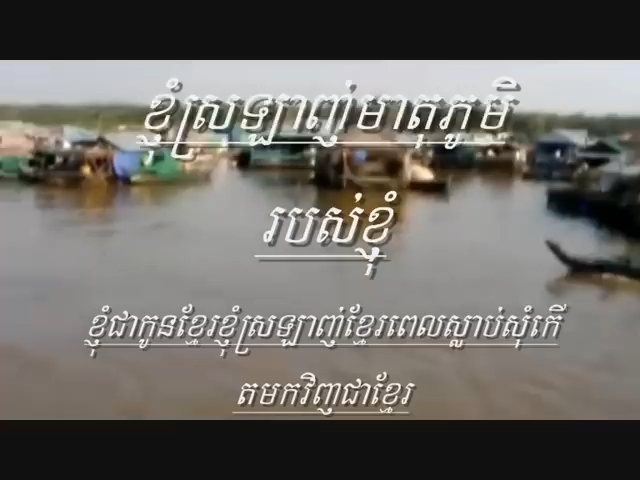 ខ្ញុំស្រឡាញ់មាតុភូមី
របស់ខ្ញុំ
ខ្ញុំជាកូនខ្មែរខ្ញុំស្រឡាញ់ខ្មែរពេលស្លាប់សុំកើ
តមកវិញជាខ្មែរ